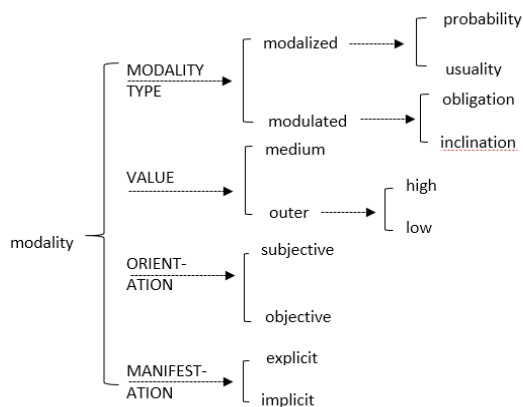 probability
modalized
usuality
MODALITY
TYPE
obligation
modulated
inclination
medium
VALUE
high
outer
low
modality
subjective
ORIENT-
ATION
objective
explicit
MANIFEST-
ATION
implicit